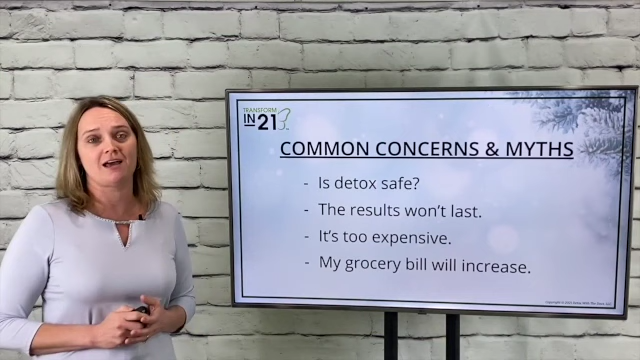 TRANSFORM
IN 21
COMMON CONCERNS & MYTHS
- Is detox safe?
- The results won't last.
- It's too expensive.
- My grocery bill will increase.